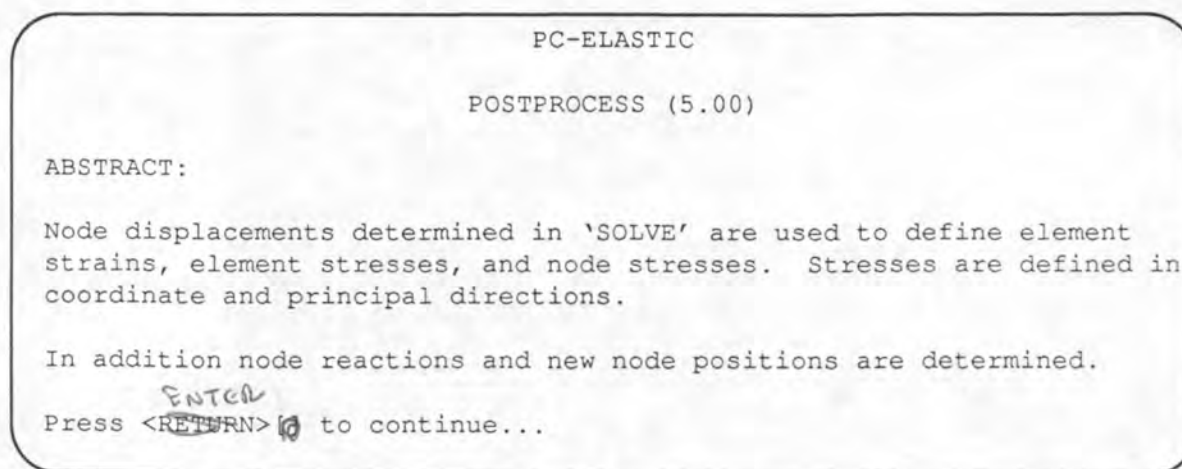 PC-ELASTIC
POSTPROCESS (5.00)
ABSTRACT:
Node displacements determined in `SOLVE' are used to define element
strains, element stresses, and node stresses.  Stresses are defined in
coordinate and principal directions.
In addition node reactions and new node positions are determined.
ENTER
Press <RETURN> to continue...